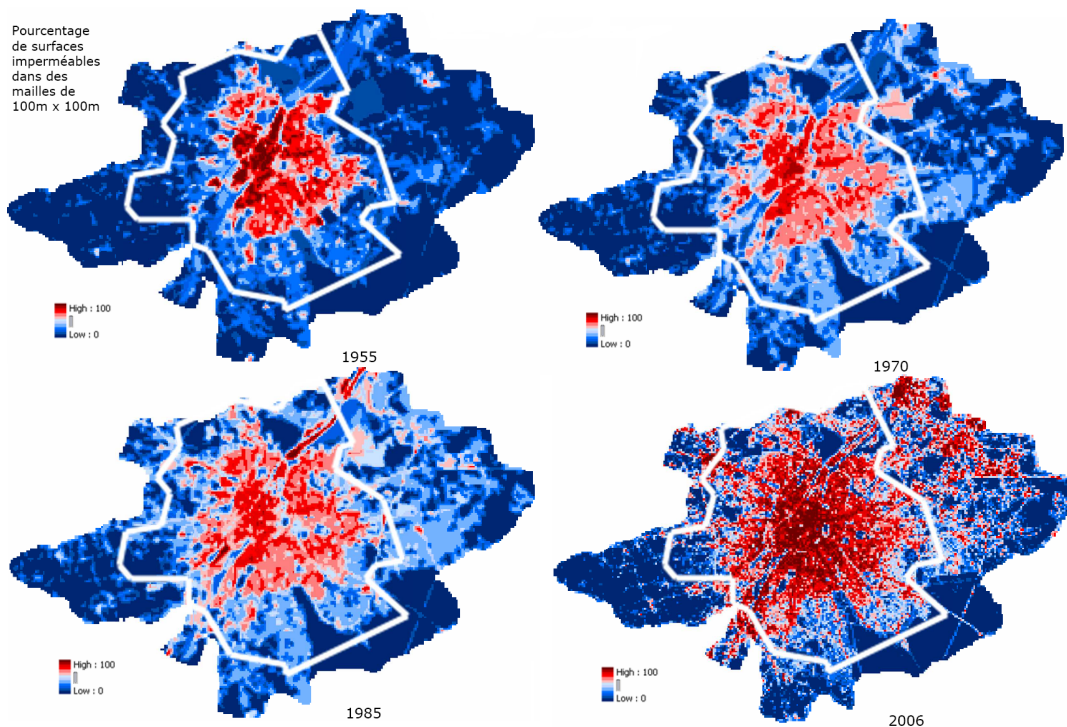 Pourcentage
de surfaces
imperméables
dans des
mailles de
100m x 100m
High : 100
Low : 0
1955
High : 100
Low : 0
1970
High : 100
Low : 0
1985
High : 100
Low : 0
2006